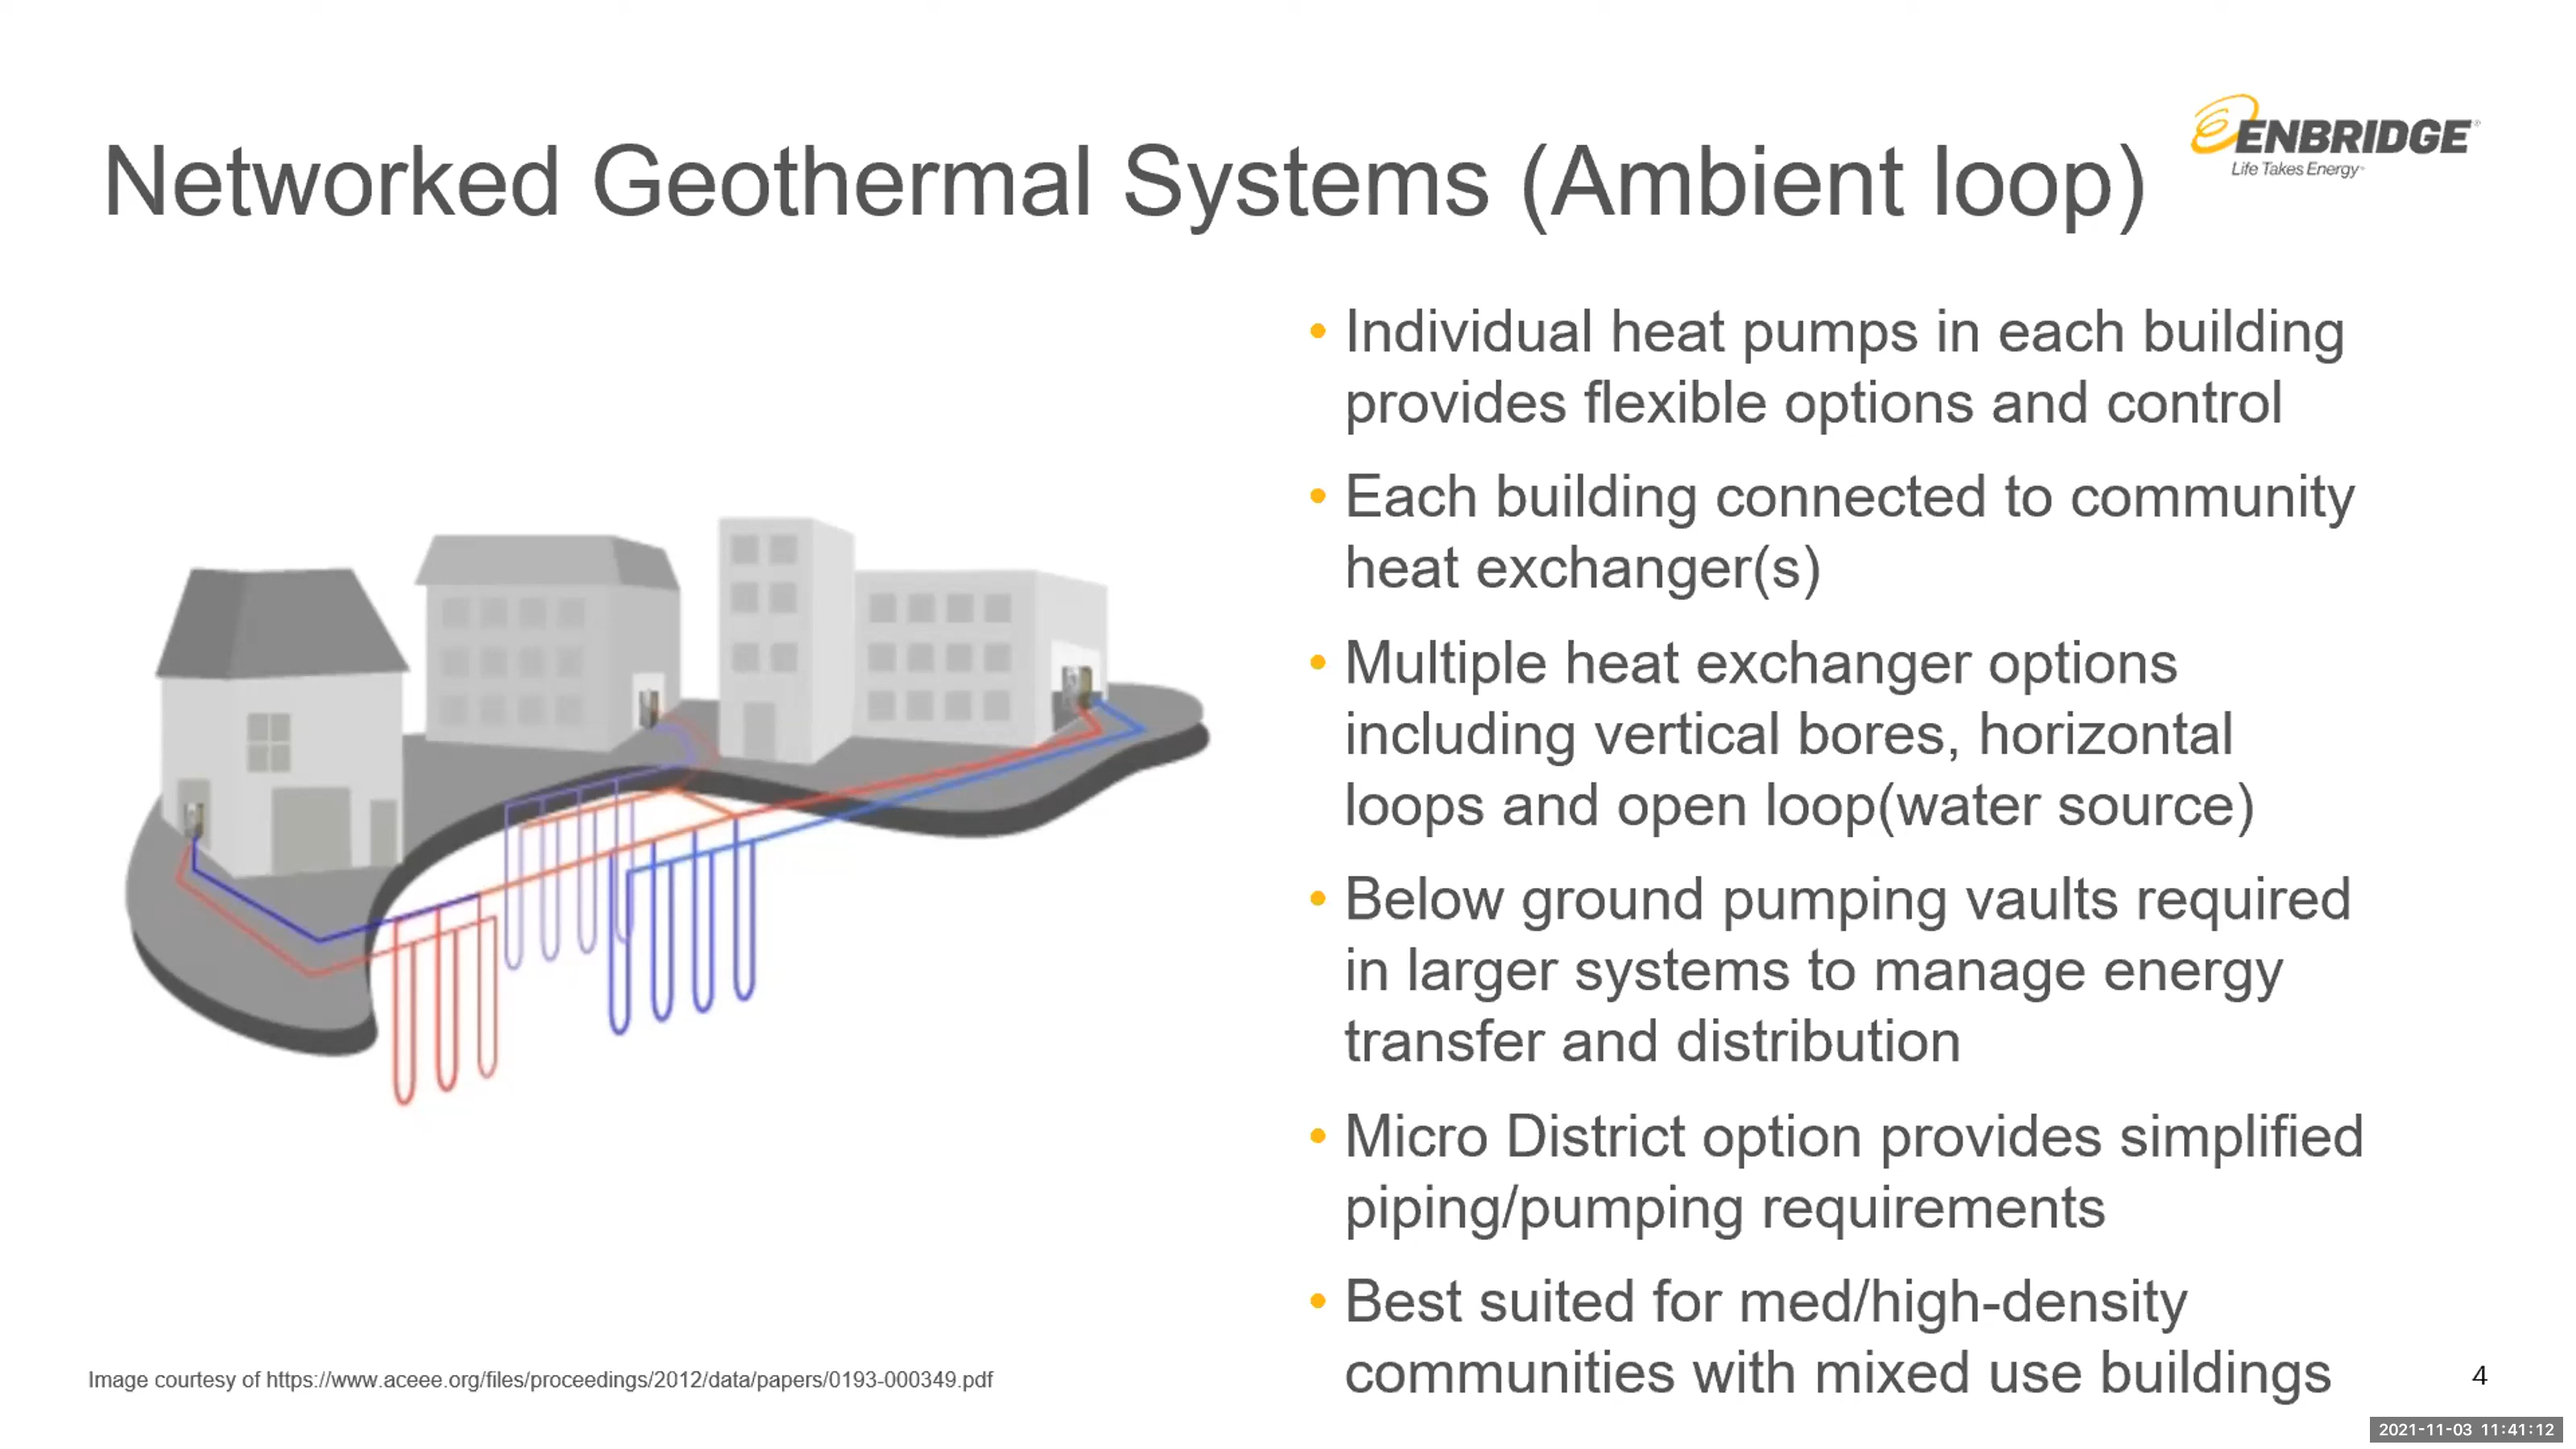 Networked Geothermal Systems (Ambient loop)
ENBRIDGE
Life Takes Energy
• Individual heat pumps in each building
provides flexible options and control
• Each building connected to community
heat exchanger(s)
• Multiple heat exchanger options
including vertical bores, horizontal
loops and open loop(water source)
• Below ground pumping vaults required
in larger systems to manage energy
transfer and distribution
• Micro District option provides simplified
piping/pumping requirements
• Best suited for med/high-density
communities with mixed use buildings
Image courtesy of https://www.aceee.org/files/proceedings/2012/data/papers/0193-000349.pdf
4
2021-11-03 11:41:12